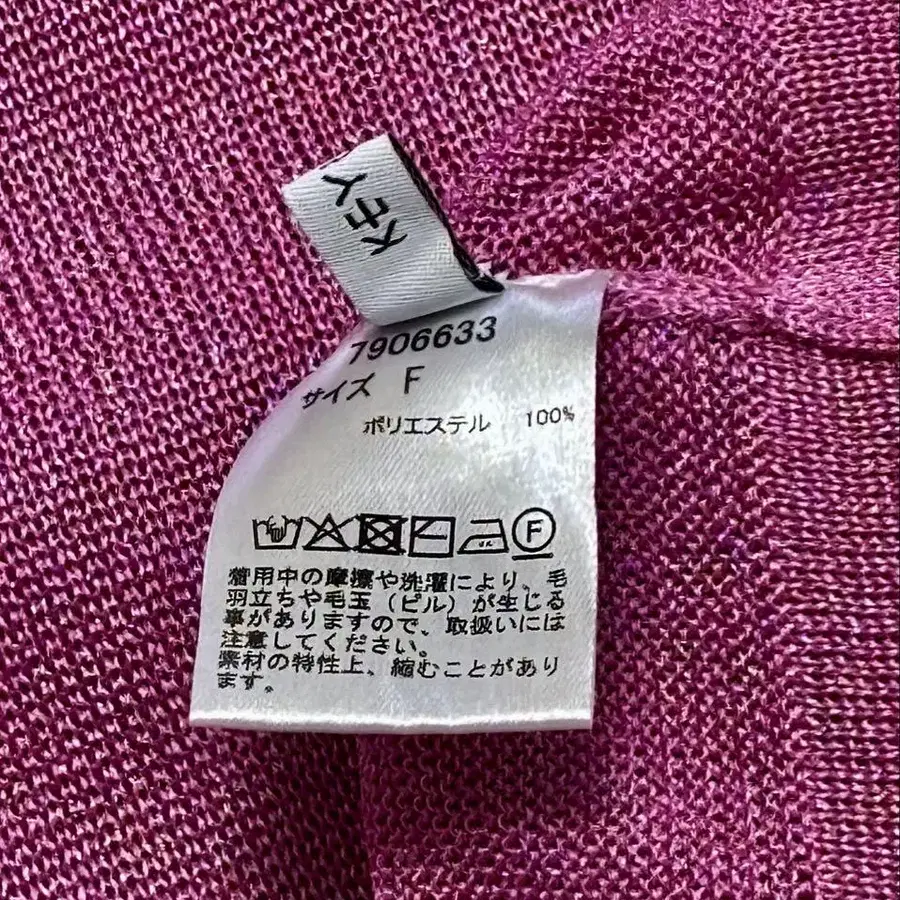 7906633
サイズ F
ポリエステル 100%
F
着用中の摩擦や洗濯により、毛
羽立ちや毛玉（ピル）が生じる
事がありますので、取扱いには
注意してください。
素材の特性上、縮むことがあり
ます。